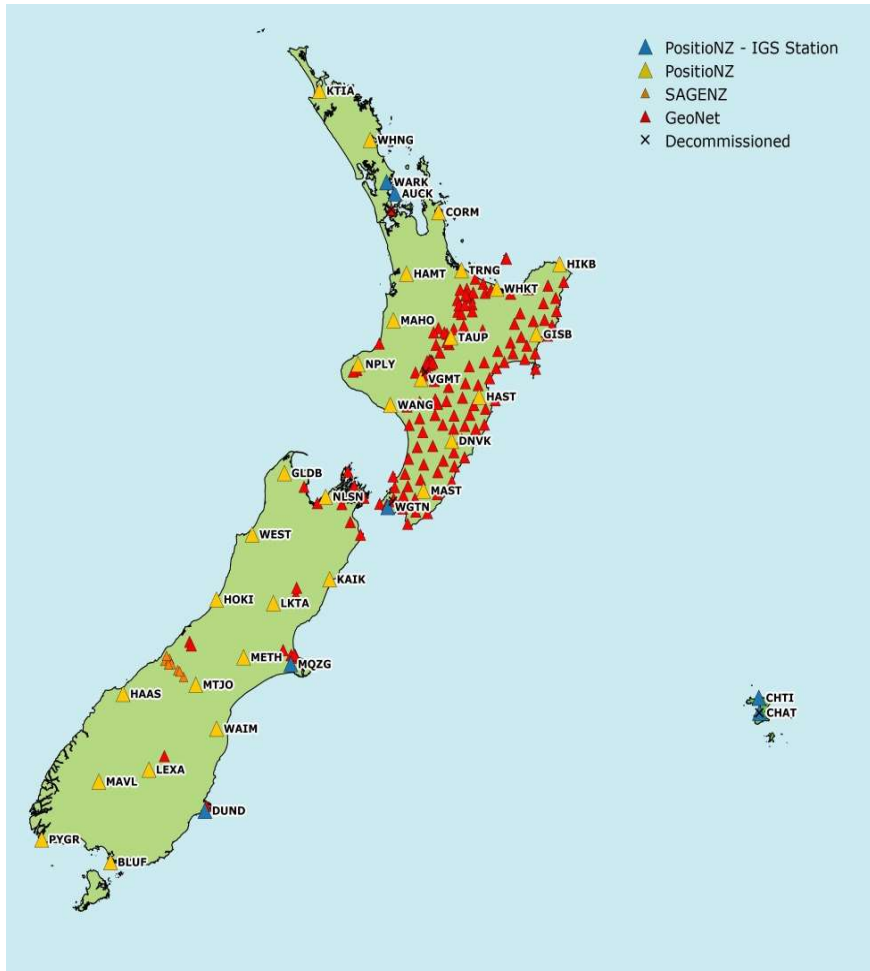 PositioNZ - IGS Station
PositioNZ
SAGENZ
GeoNet
Decommissioned
KTIA
WHNG
WARK
AUCK
CORM
HIKB
TRNG
HAMT
WHKT
MAHO
GISB
TAUP
NPLY
VGMT
HAST
WANG
DNVK
GLDB
MAST
NLSN
WGTN
WEST
KAIK
HOKI
LKTA
METH
MQZG
MTJO
HAAS
CHTI
CHAT
WAIM
LEXA
MAVL
DUND
PYGR
BLUF